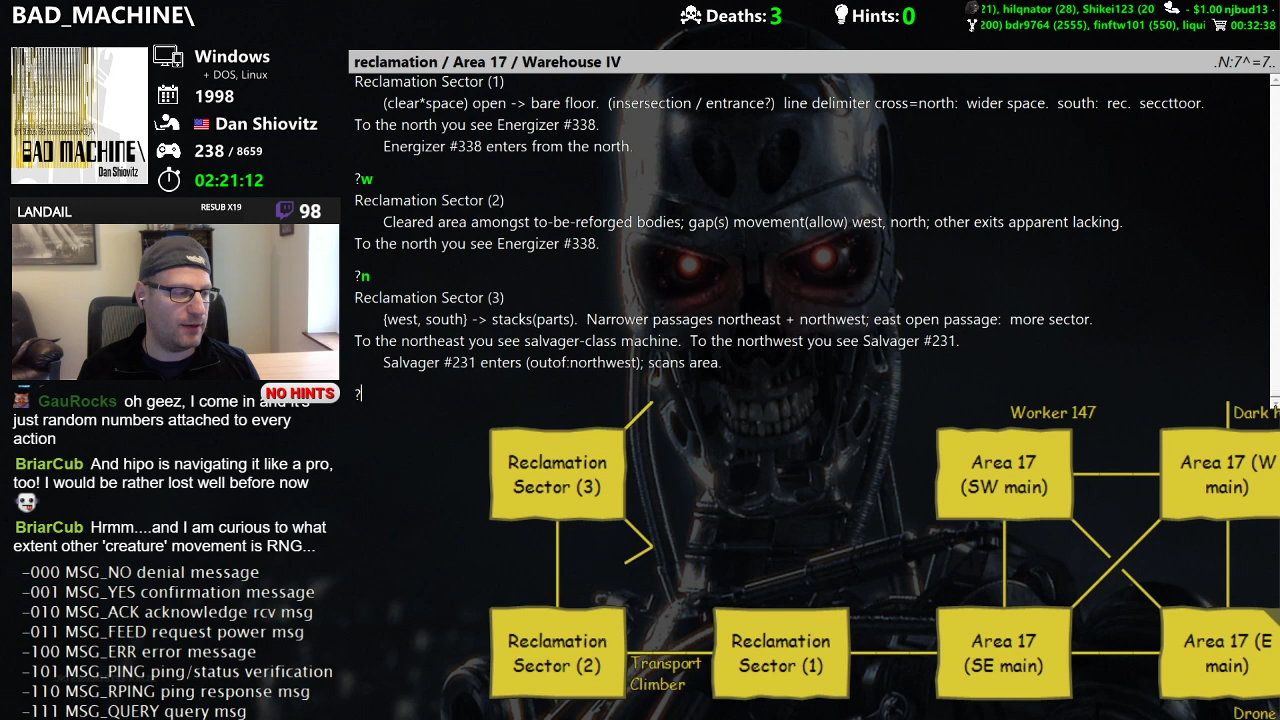 BAD_MACHINE\
Deaths: 3
Hints: 0
21), hilqnator (28), Shikei123 (20
- $1.00 njbud13 -
200) bdr9764 (2555), finftw101 (550), liqui
00:32:38
Windows
+ DOS, Linux
1998
Dan Shiovitz
238 / 8659
02:21:12
BAD MACHINE\
Dan Shiovitz
LANDAIL
RESUB X19
98
NO HINTS
GauRocks oh geez, I come in and it's
just random numbers attached to every
action
BriarCub And hipo is navigating it like a pro,
too! I would be rather lost well before now
BriarCub Hrmm....and I am curious to what
extent other 'creature' movement is RNG...
-000 MSG_NO denial message
-001 MSG_YES confirmation message
-010 MSG_ACK acknowledge rcv msg
-011 MSG_FEED request power msg
-100 MSG_ERR error message
-101 MSG_PING ping/status verification
-110 MSG_RPING ping response msg
-111 MSG_QUERY query msg
reclamation / Area 17 / Warehouse IV
.N:7^=7..
Reclamation Sector (1)
(clear*space) open -> bare floor. (insersection / entrance?) line delimiter cross=north: wider space. south: rec. seccttoor.
To the north you see Energizer #338.
Energizer #338 enters from the north.
?w
Reclamation Sector (2)
Cleared area amongst to-be-reforged bodies; gap(s) movement(allow) west, north; other exits apparent lacking.
To the north you see Energizer #338.
?n
Reclamation Sector (3)
{west, south} -> stacks(parts). Narrower passages northeast + northwest; east open passage: more sector.
To the northeast you see salvager-class machine. To the northwest you see Salvager #231.
Salvager #231 enters (outof:northwest); scans area.
?
Worker 147
Dark h
Reclamation
Sector (3)
Area 17
(SW main)
Area 17 (W
main)
Reclamation
Sector (2)
Transport
Climber
Reclamation
Sector (1)
Area 17
(SE main)
Area 17 (E
main)
Drone